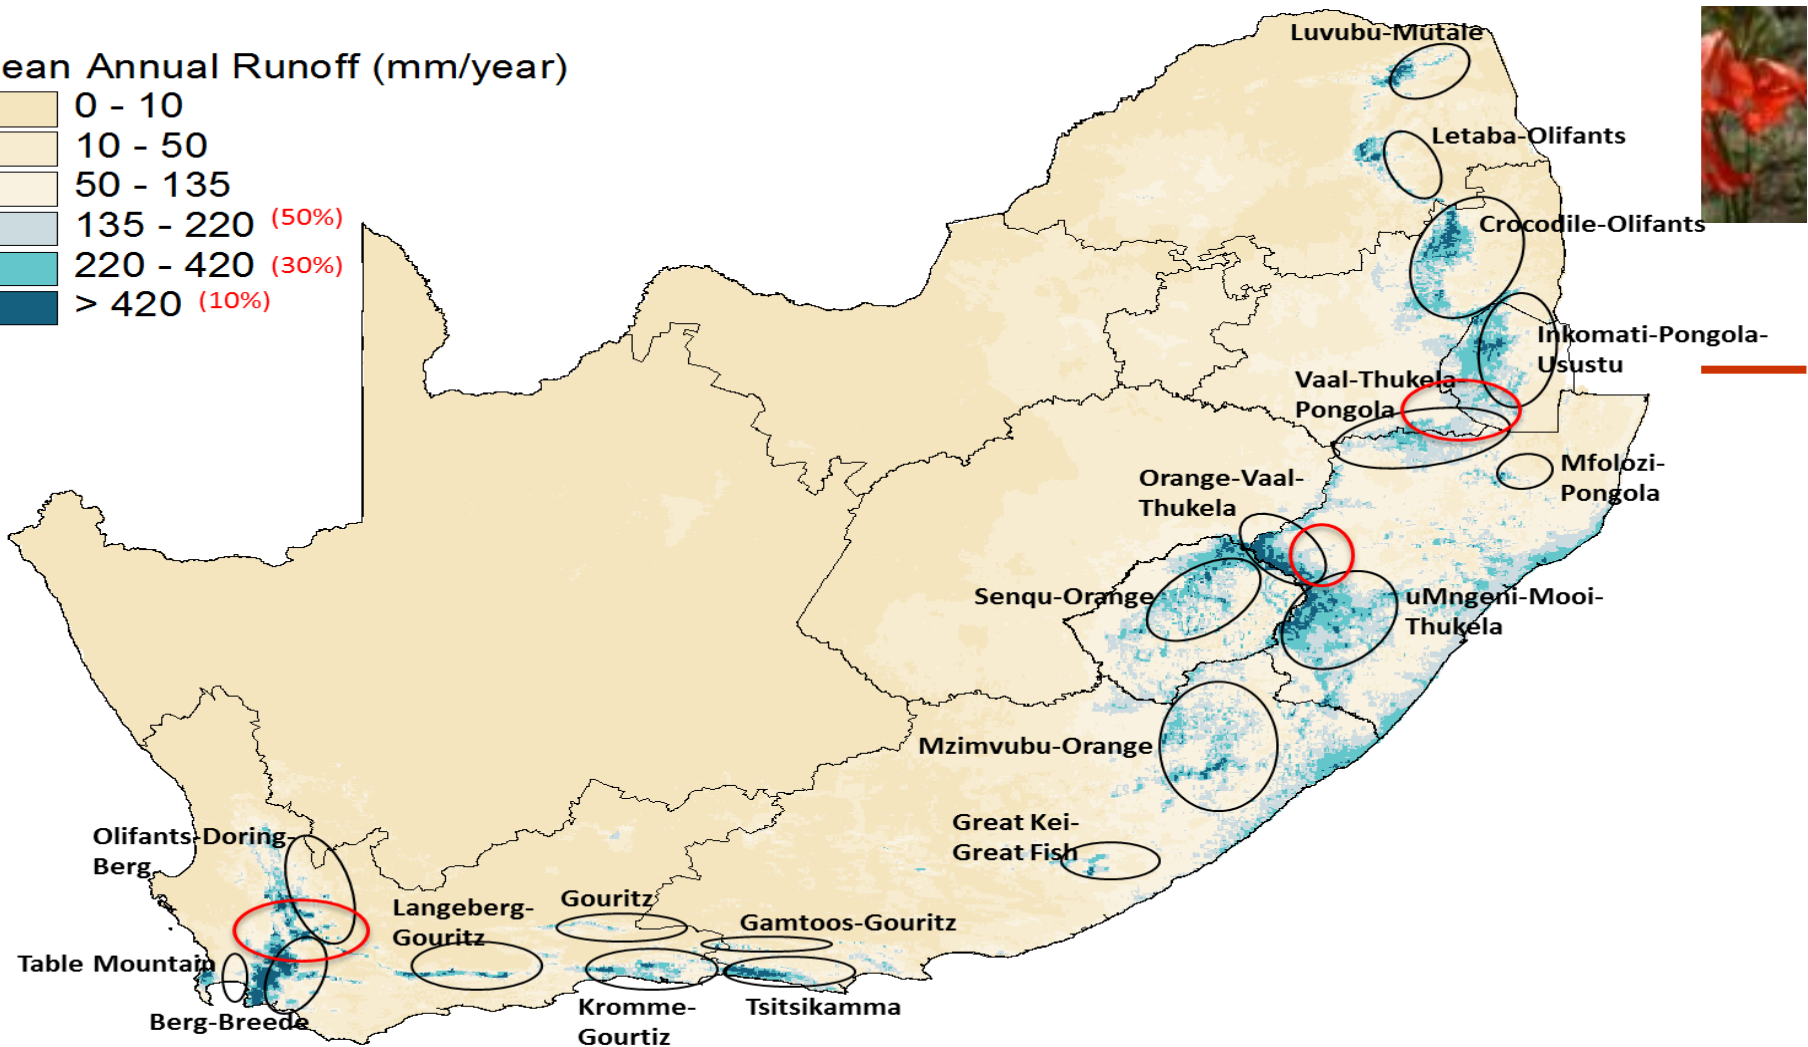 ean Annual Runoff (mm/year)
0 - 10
10 - 50
50 - 135
135 - 220 (50%)
220 - 420 (30%)
> 420 (10%)
Luvubu-Mutale
Letaba-Olifants
Crocodile-Olifants
Inkomati-Pongola-
Usustu
Vaal-Thukela-
Pongola
Mfolozi-
Pongola
Orange-Vaal-
Thukela
Senqu-Orange
uMngeni-Mooi-
Thukela
Mzimvubu-Orange
Great Kei-
Great Fish
Olifants-Doring-
Berg
Langeberg-
Gouritz
Gouritz
Gamtoos-Gouritz
Table Mountain
Berg-Breede
Kromme-
Gourtiz
Tsitsikamma